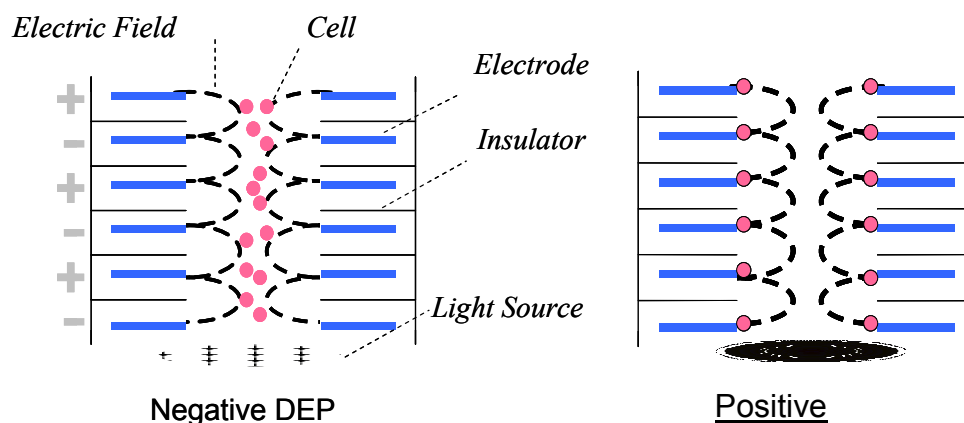 Electric Field
Cell
Electrode
Insulator
Light Source
+
-
+
-
+
-
Negative DEP
Positive